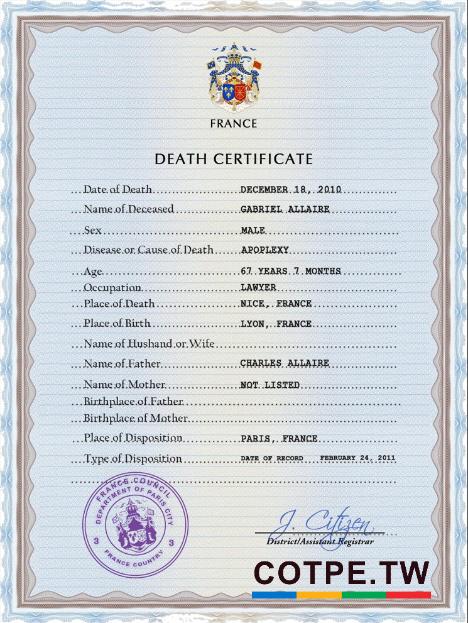 FRANCE
DEATH CERTIFICATE
Date of Death DECEMBER 18, 2010
Name of Deceased GABRIEL ALLAIRE
Sex MALE
Disease or Cause of Death APOPLEXY
Age 67 YEARS 7 MONTHS
Occupation LAWYER
Place of Death NICE, FRANCE
Place of Birth LYON, FRANCE
Name of Husband or Wife
Name of Father CHARLES ALLAIRE
Name of Mother NOT LISTED
Birthplace of Father
Birthplace of Mother
Place of Disposition PARIS, FRANCE
Type of Disposition DATE OF RECORD FEBRUARY 24, 2011
FRANCE COUNCIL
DEPARTMENT OF PARIS CITY
3 3
FRANCE COUNTRY
J. Citizen
District/Assistant Registrar
COTPE.TW